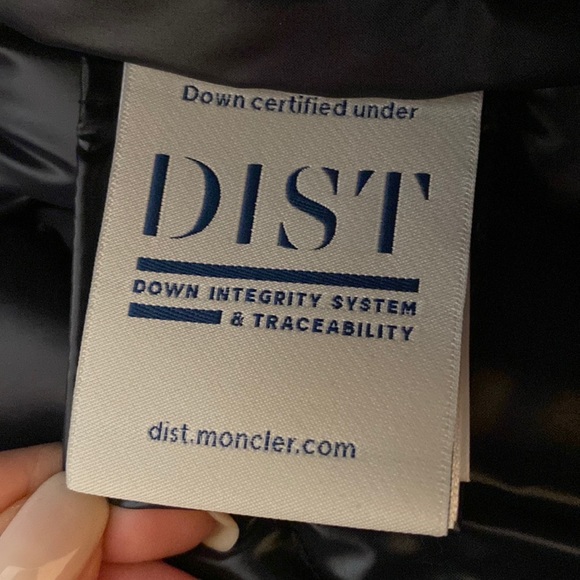 Down certified under
DIST
DOWN INTEGRITY SYSTEM
& TRACEABILITY
dist.moncler.com